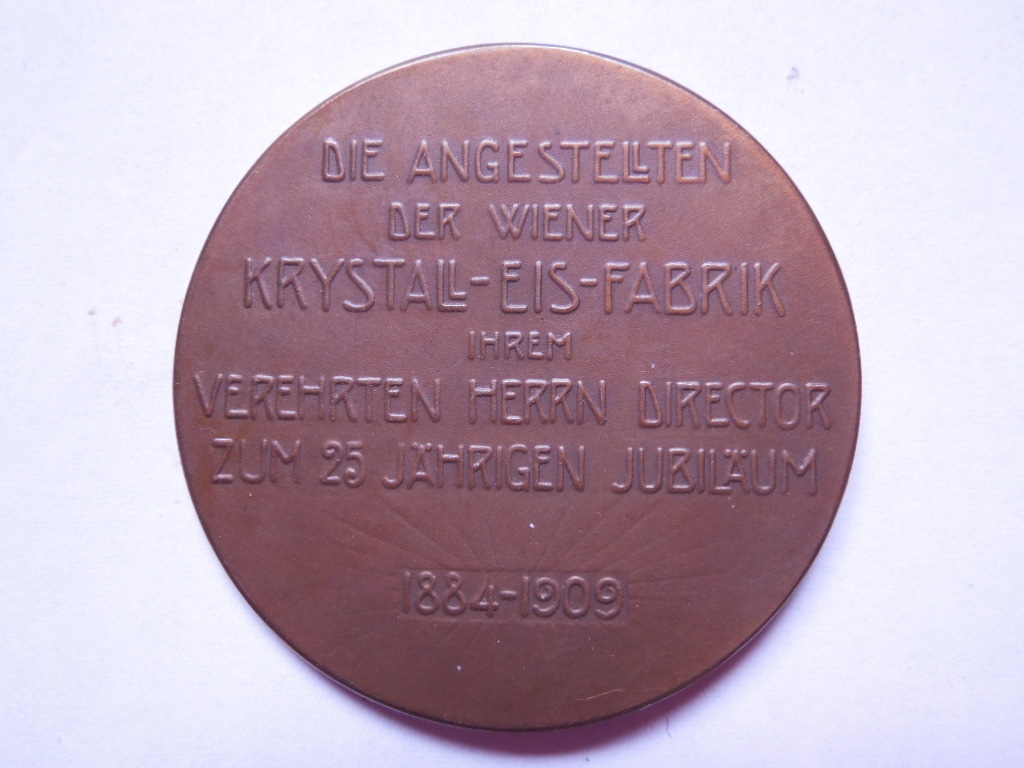 DIE ANGESTELLTEN
DER WIENER
KRYSTALL-EIS-FABRIK
IHREM
VEREHRTEN HERRN DIRECTOR
ZUM 25 JÄHRIGEN JUBILÄUM
1884-1909